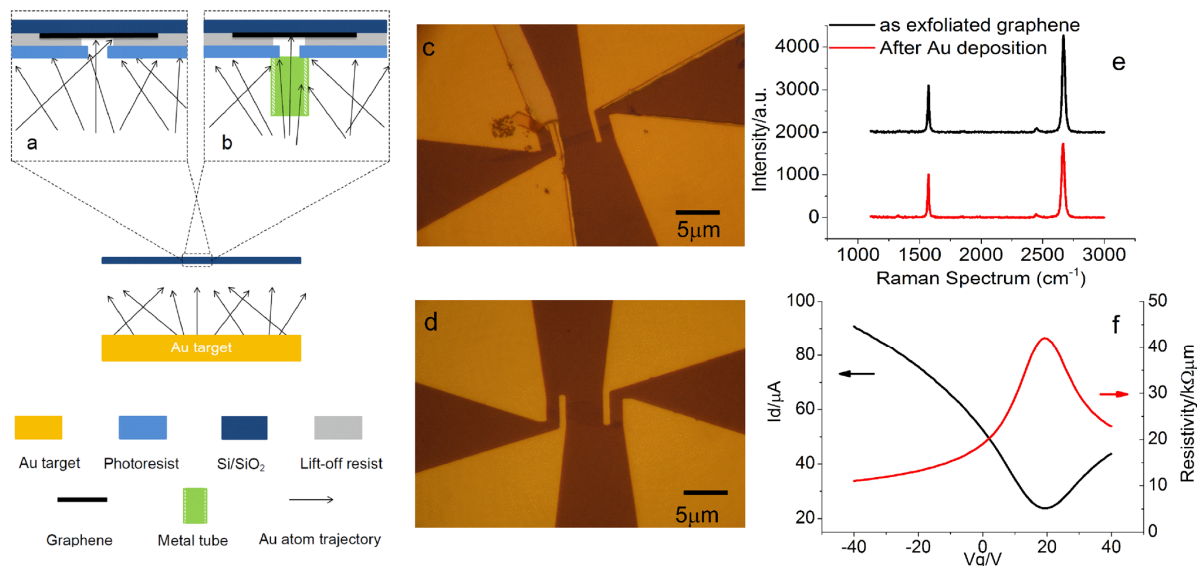 a
b
Au target
Au target
Photoresist
Si/SiO₂
Lift-off resist
Graphene
Metal tube
Au atom trajectory
c
5μm
d
5μm
as exfoliated graphene
After Au deposition
e
4000
3000
2000
1000
0
Intensity/a.u.
1000
1500
2000
2500
3000
Raman Spectrum (cm⁻¹)
f
100
80
60
40
20
Id/μA
50
40
30
20
10
0
Resistivity/kΩμm
-40
-20
0
20
40
Vg/V